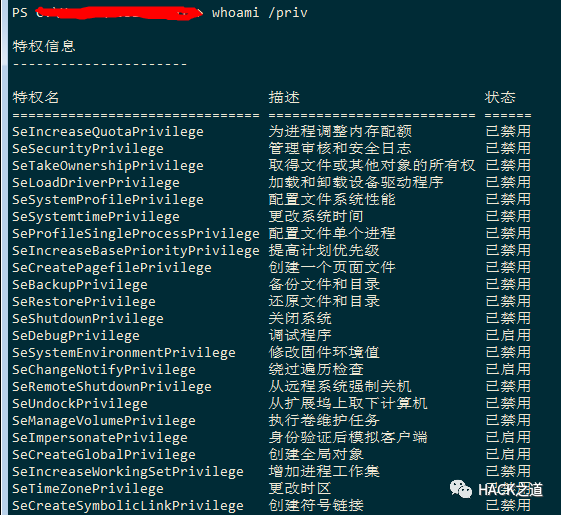 PS C:\ > whoami /priv
特权信息
----------------------
特权名 描述 状态
=============================== ========================== ======
SeIncreaseQuotaPrivilege 为进程调整内存配额 已禁用
SeSecurityPrivilege 管理审核和安全日志 已禁用
SeTakeOwnershipPrivilege 取得文件或其他对象的所有权 已禁用
SeLoadDriverPrivilege 加载和卸载设备驱动程序 已禁用
SeSystemProfilePrivilege 配置文件系统性能 已禁用
SeSystemtimePrivilege 更改系统时间 已禁用
SeProfileSingleProcessPrivilege 配置文件单个进程 已禁用
SeIncreaseBasePriorityPrivilege 提高计划优先级 已禁用
SeCreatePagefilePrivilege 创建一个页面文件 已禁用
SeBackupPrivilege 备份文件和目录 已禁用
SeRestorePrivilege 还原文件和目录 已禁用
SeShutdownPrivilege 关闭系统 已禁用
SeDebugPrivilege 调试程序 已启用
SeSystemEnvironmentPrivilege 修改固件环境值 已禁用
SeChangeNotifyPrivilege 绕过遍历检查 已启用
SeRemoteShutdownPrivilege 从远程系统强制关机 已禁用
SeUndockPrivilege 从扩展坞上取下计算机 已禁用
SeManageVolumePrivilege 执行卷维护任务 已禁用
SeImpersonatePrivilege 身份验证后模拟客户端 已启用
SeCreateGlobalPrivilege 创建全局对象 已启用
SeIncreaseWorkingSetPrivilege 增加进程工作集 已禁用
SeTimeZonePrivilege 更改时区
SeCreateSymbolicLinkPrivilege 创建符号链接 已禁用
HACK之道